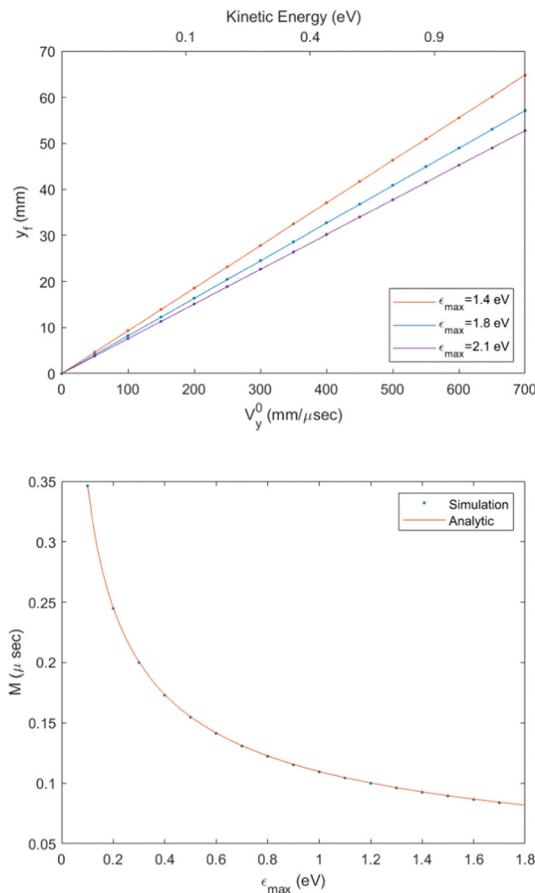 Kinetic Energy (eV)
0.1 0.4 0.9
70
60
50
40
30
20
10
0
y_f (mm)
ϵ_max=1.4 eV
ϵ_max=1.8 eV
ϵ_max=2.1 eV
0 100 200 300 400 500 600 700
V_y^0 (mm/μsec)
0.35
0.3
0.25
0.2
0.15
0.1
0.05
M (μ sec)
Simulation
Analytic
0 0.2 0.4 0.6 0.8 1 1.2 1.4 1.6 1.8
ϵ_max (eV)